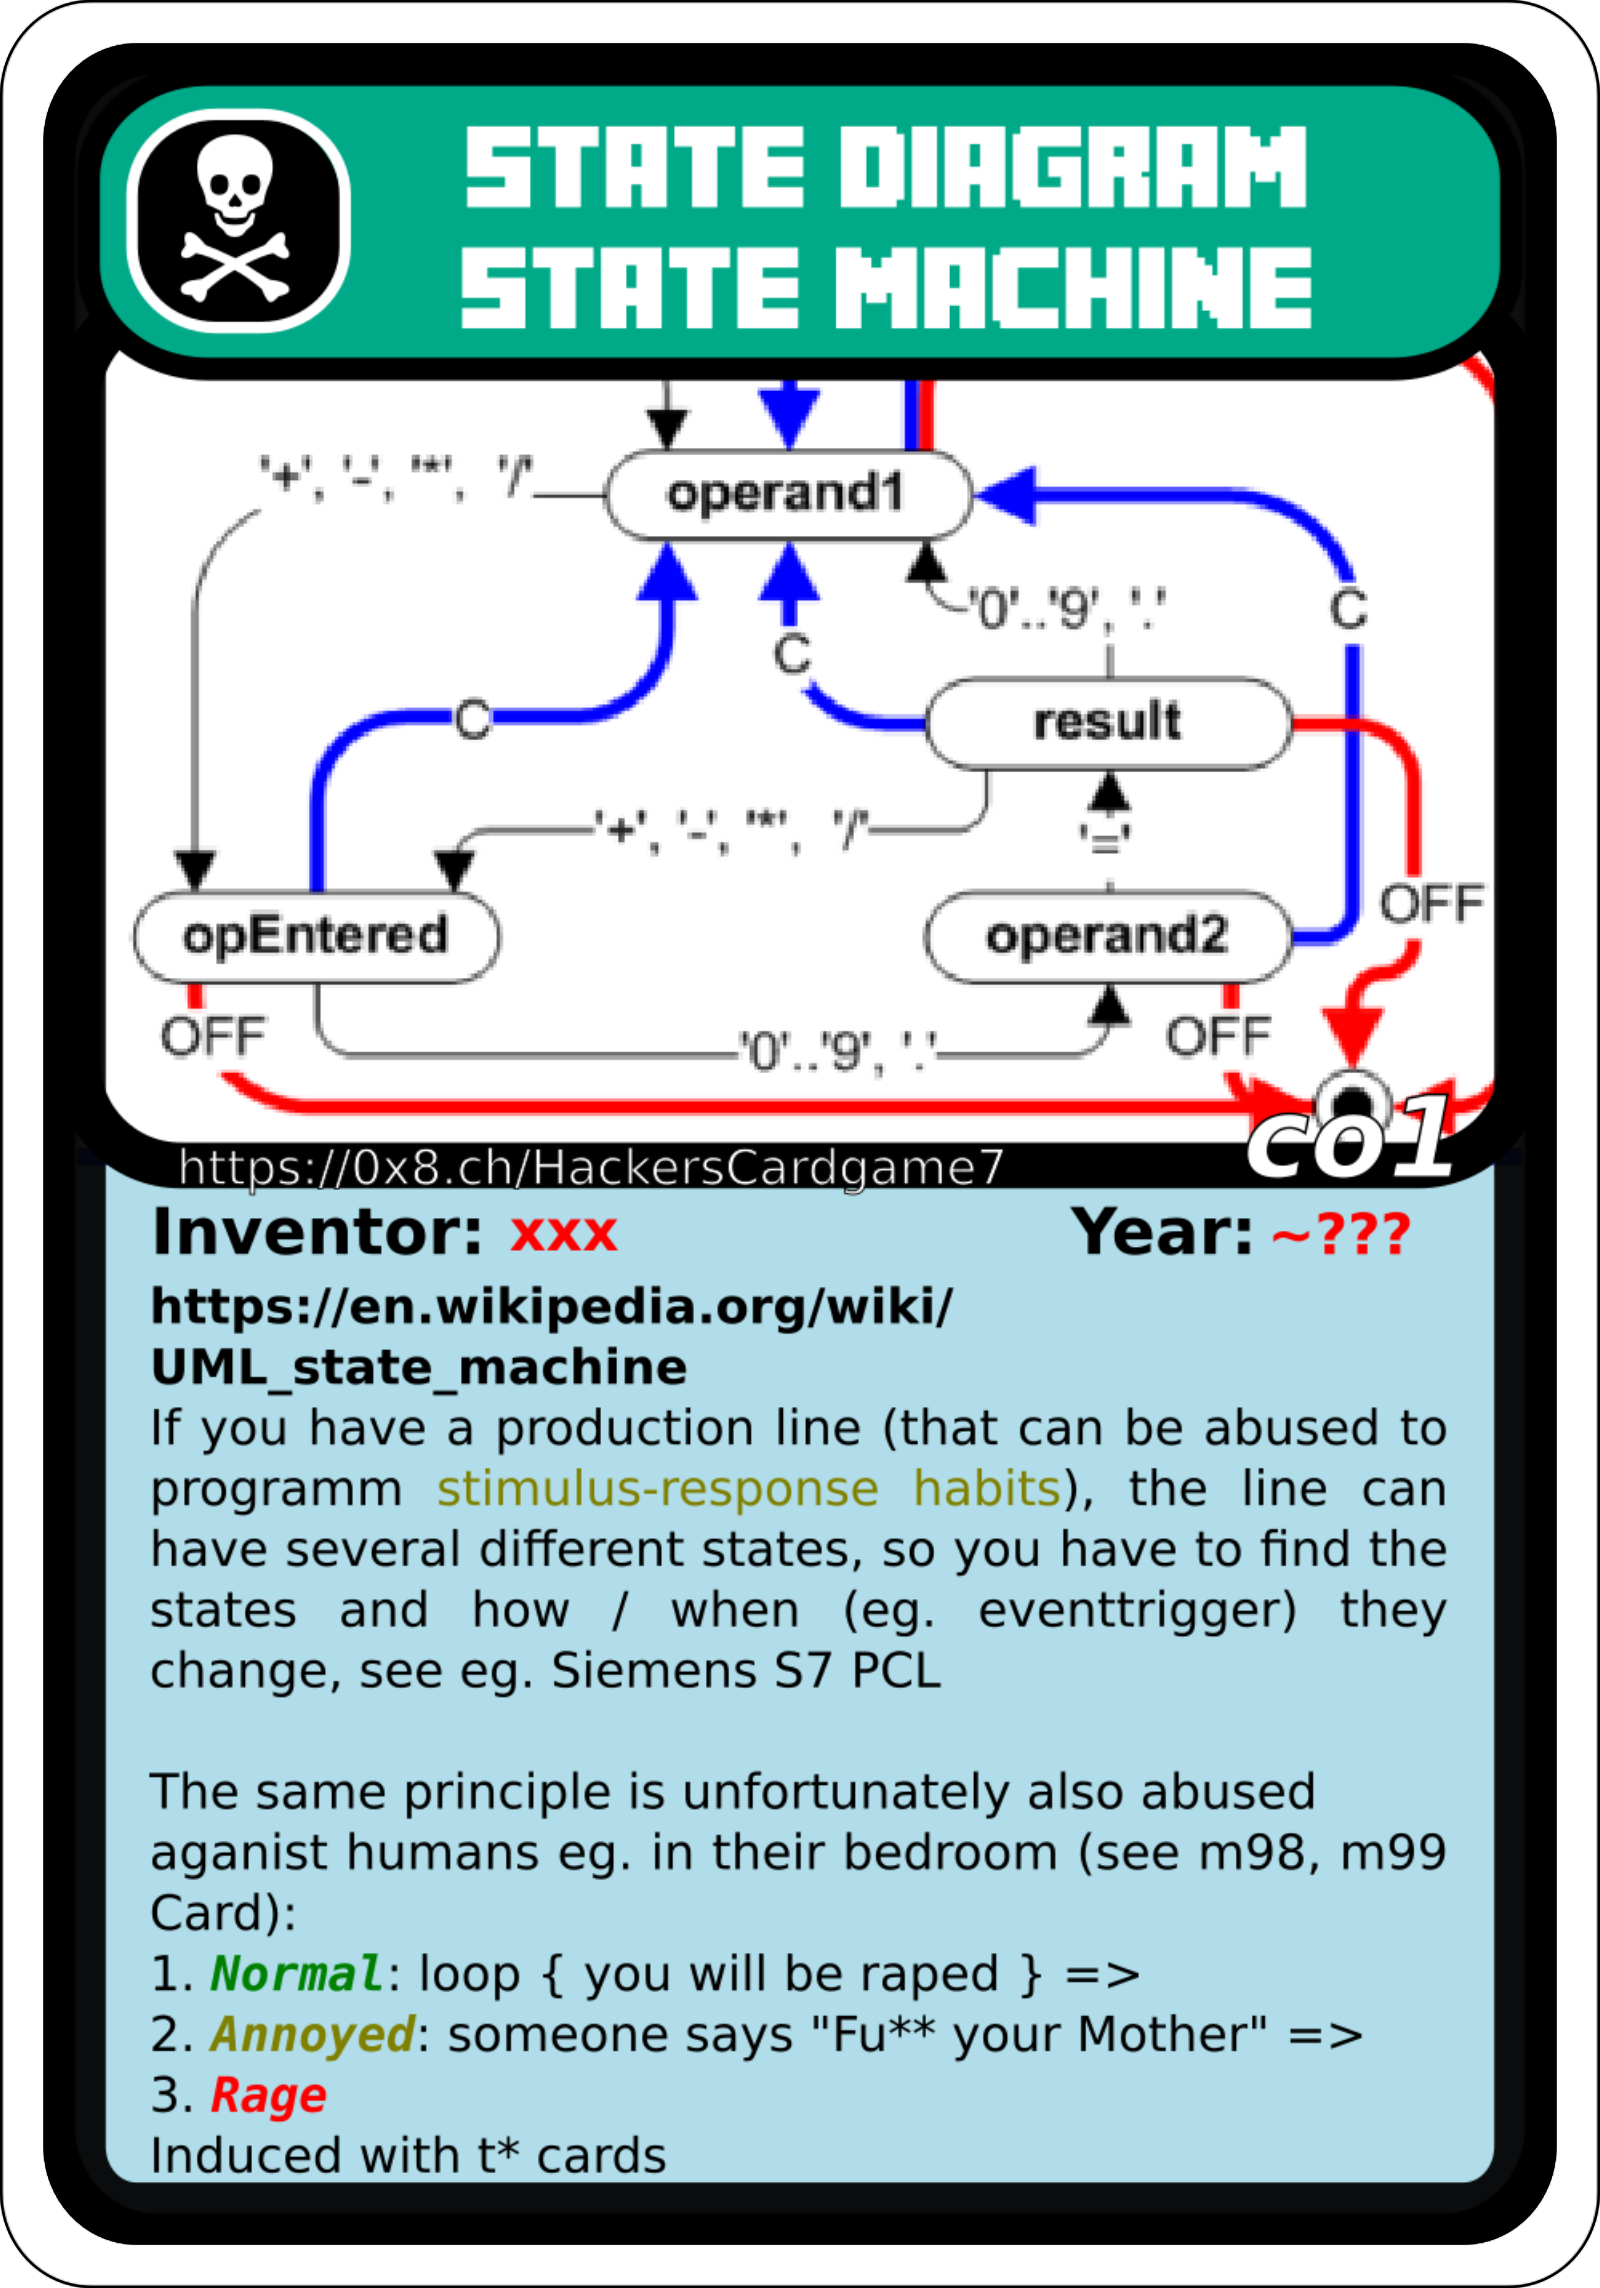 STATE DIAGRAM
STATE MACHINE
'+', '-', '*', '/'
operand1
'0'..'9', '.'
C
C
result
C
'+', '-', '*', '/'
'='
OFF
opEntered
operand2
OFF
'0'..'9', '.'
OFF
co1
https://0x8.ch/HackersCardgame7
Inventor: xxx Year: ~???
https://en.wikipedia.org/wiki/
UML_state_machine
If you have a production line (that can be abused to
programm stimulus-response habits), the line can
have several different states, so you have to find the
states and how / when (eg. eventtrigger) they
change, see eg. Siemens S7 PCL
The same principle is unfortunately also abused
aganist humans eg. in their bedroom (see m98, m99
Card):
1. Normal: loop { you will be raped } =>
2. Annoyed: someone says "Fu** your Mother" =>
3. Rage
Induced with t* cards